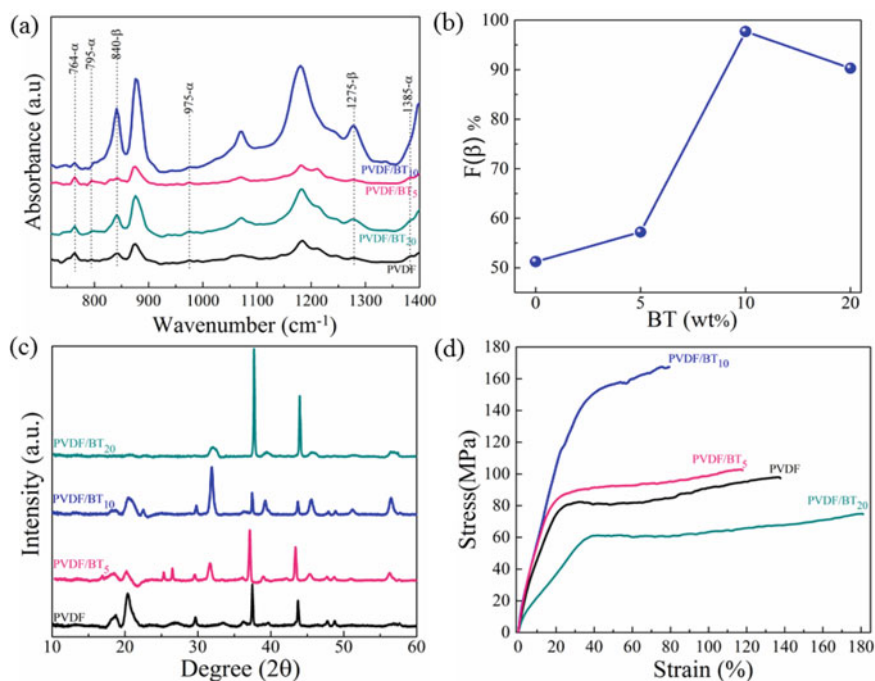 (a)
764-α
795-α
840-β
975-α
1275-β
1385-α
PVDF/BT10
PVDF/BT5
PVDF/BT20
PVDF
Absorbance (a.u)
800 900 1000 1100 1200 1300 1400
Wavenumber (cm-1)
(b)
100
90
80
70
60
50
F(β) %
0 5 10 20
BT (wt%)
(c)
PVDF/BT20
PVDF/BT10
PVDF/BT5
PVDF
Intensity (a.u.)
10 20 30 40 50 60
Degree (2θ)
(d)
180
160
140
120
100
80
60
40
20
0
Stress(MPa)
PVDF/BT10
PVDF/BT5
PVDF
PVDF/BT20
0 20 40 60 80 100 120 140 160 180
Strain (%)